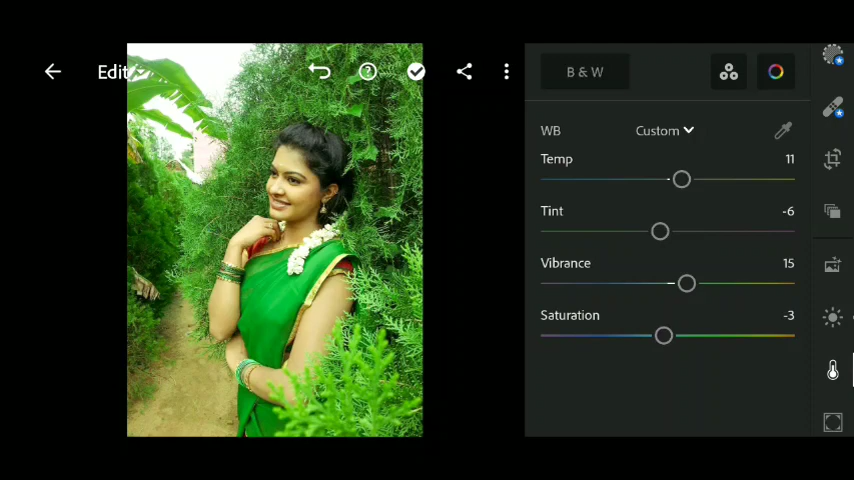 Edit
B & W
WB Custom
Temp 11
Tint -6
Vibrance 15
Saturation -3